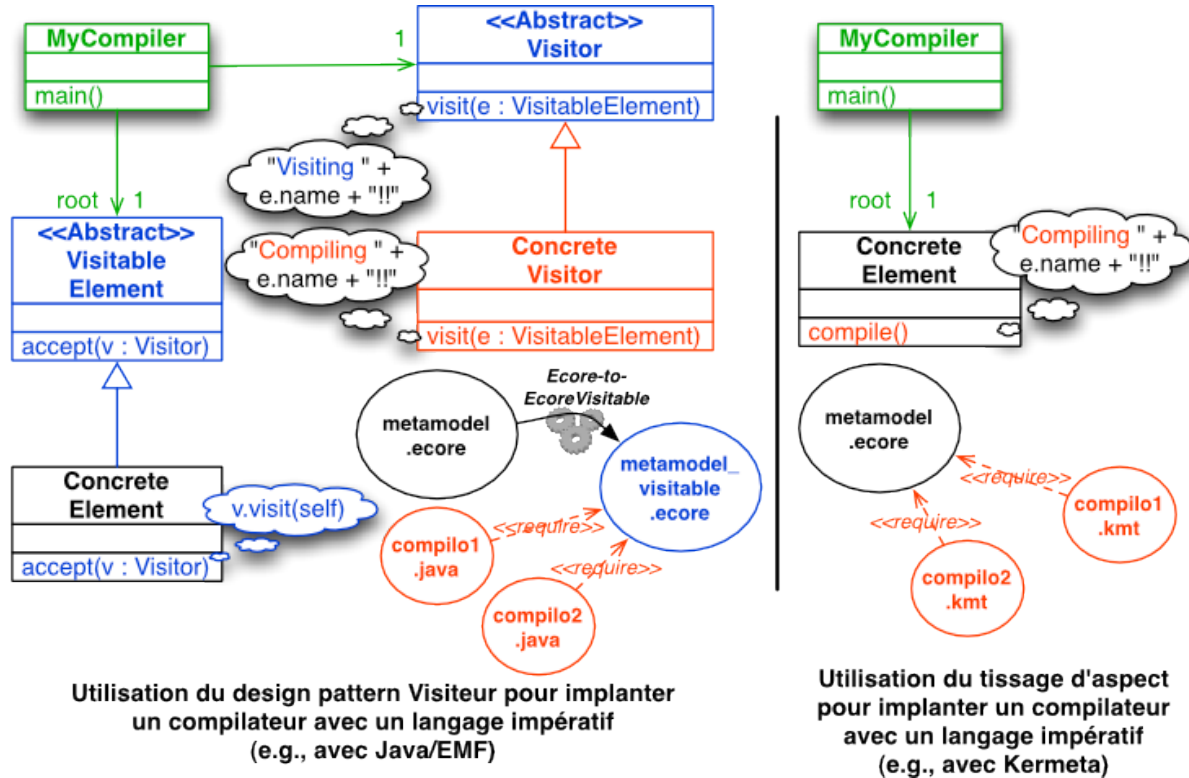 MyCompiler
main()
1
<<Abstract>>
Visitor
visit(e : VisitableElement)
"Visiting " +
e.name + "!!"
root
1
<<Abstract>>
Visitable
Element
accept(v : Visitor)
"Compiling " +
e.name + "!!"
Concrete
Visitor
visit(e : VisitableElement)
Concrete
Element
accept(v : Visitor)
v.visit(self)
Ecore-to-
EcoreVisitable
metamodel
.ecore
metamodel_
visitable
.ecore
<<require>>
compilo1
.java
<<require>>
compilo2
.java
Utilisation du design pattern Visiteur pour implanter
un compilateur avec un langage impératif
(e.g., avec Java/EMF)
MyCompiler
main()
root
1
Concrete
Element
compile()
"Compiling " +
e.name + "!!"
metamodel
.ecore
<<require>>
compilo1
.kmt
<<require>>
compilo2
.kmt
Utilisation du tissage d'aspect
pour implanter un compilateur
avec un langage impératif
(e.g., avec Kermeta)